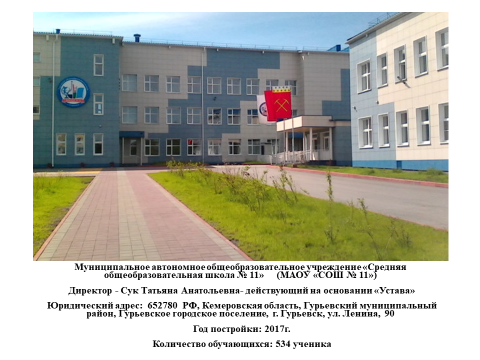 Муниципальное автономное общеобразовательное учреждение «Средняя
общеобразовательная школа № 11» (МАОУ «СОШ № 11»)
Директор - Сук Татьяна Анатольевна- действующий на основании «Устава»
Юридический адрес: 652780 РФ, Кемеровская область, Гурьевский муниципальный
район, Гурьевское городское поселение, г. Гурьевск, ул. Ленина, 90
Год постройки: 2017г.
Количество обучающихся: 534 ученика